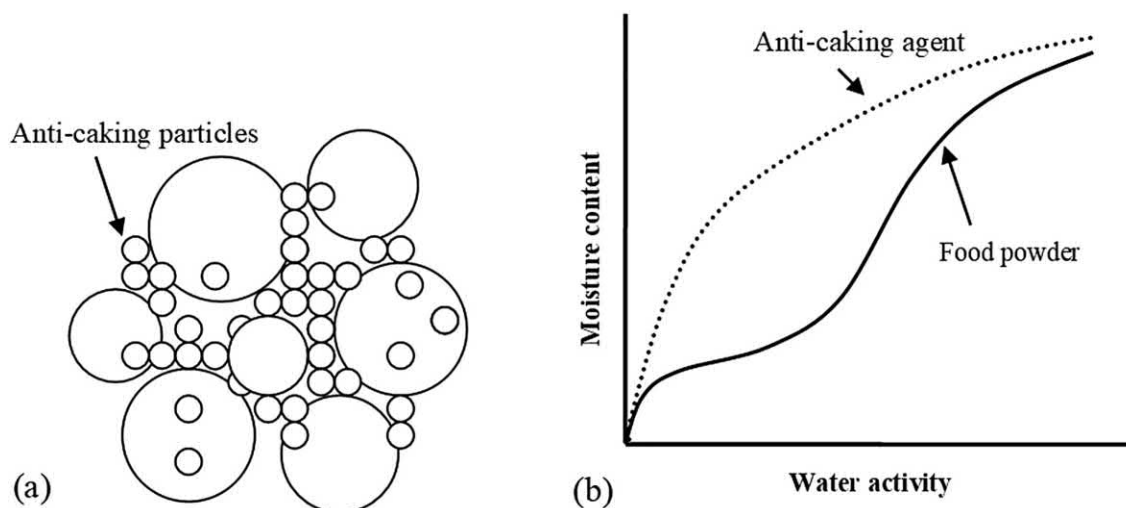 Anti-caking particles
(a)
Anti-caking agent
Food powder
Moisture content
Water activity
(b)